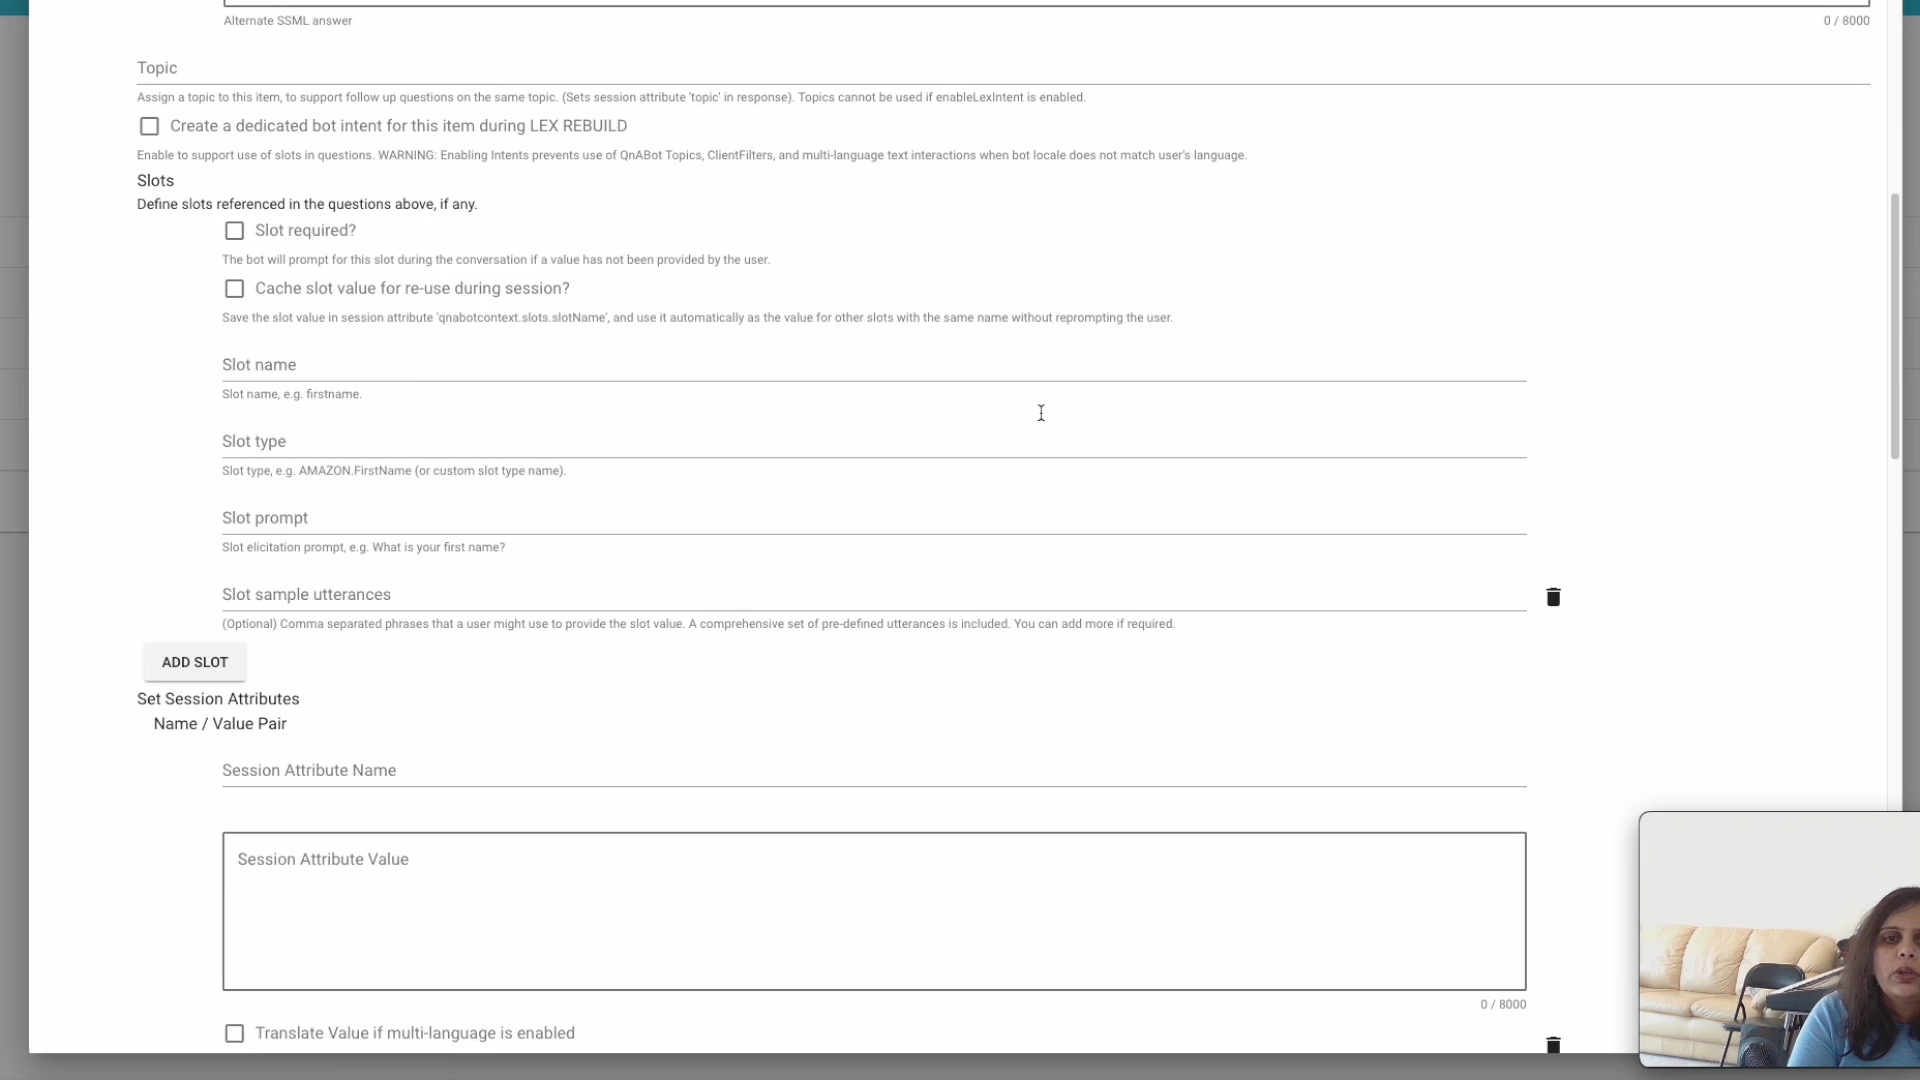 Alternate SSML answer
0 / 8000
Topic
Assign a topic to this item, to support follow up questions on the same topic. (Sets session attribute 'topic' in response). Topics cannot be used if enableLexIntent is enabled.
Create a dedicated bot intent for this item during LEX REBUILD
Enable to support use of slots in questions. WARNING: Enabling Intents prevents use of QnABot Topics, ClientFilters, and multi-language text interactions when bot locale does not match user's language.
Slots
Define slots referenced in the questions above, if any.
Slot required?
The bot will prompt for this slot during the conversation if a value has not been provided by the user.
Cache slot value for re-use during session?
Save the slot value in session attribute 'qnabotcontext.slots.slotName', and use it automatically as the value for other slots with the same name without reprompting the user.
Slot name
Slot name, e.g. firstname.
Slot type
Slot type, e.g. AMAZON.FirstName (or custom slot type name).
Slot prompt
Slot elicitation prompt, e.g. What is your first name?
Slot sample utterances
(Optional) Comma separated phrases that a user might use to provide the slot value. A comprehensive set of pre-defined utterances is included. You can add more if required.
ADD SLOT
Set Session Attributes
Name / Value Pair
Session Attribute Name
Session Attribute Value
0 / 8000
Translate Value if multi-language is enabled